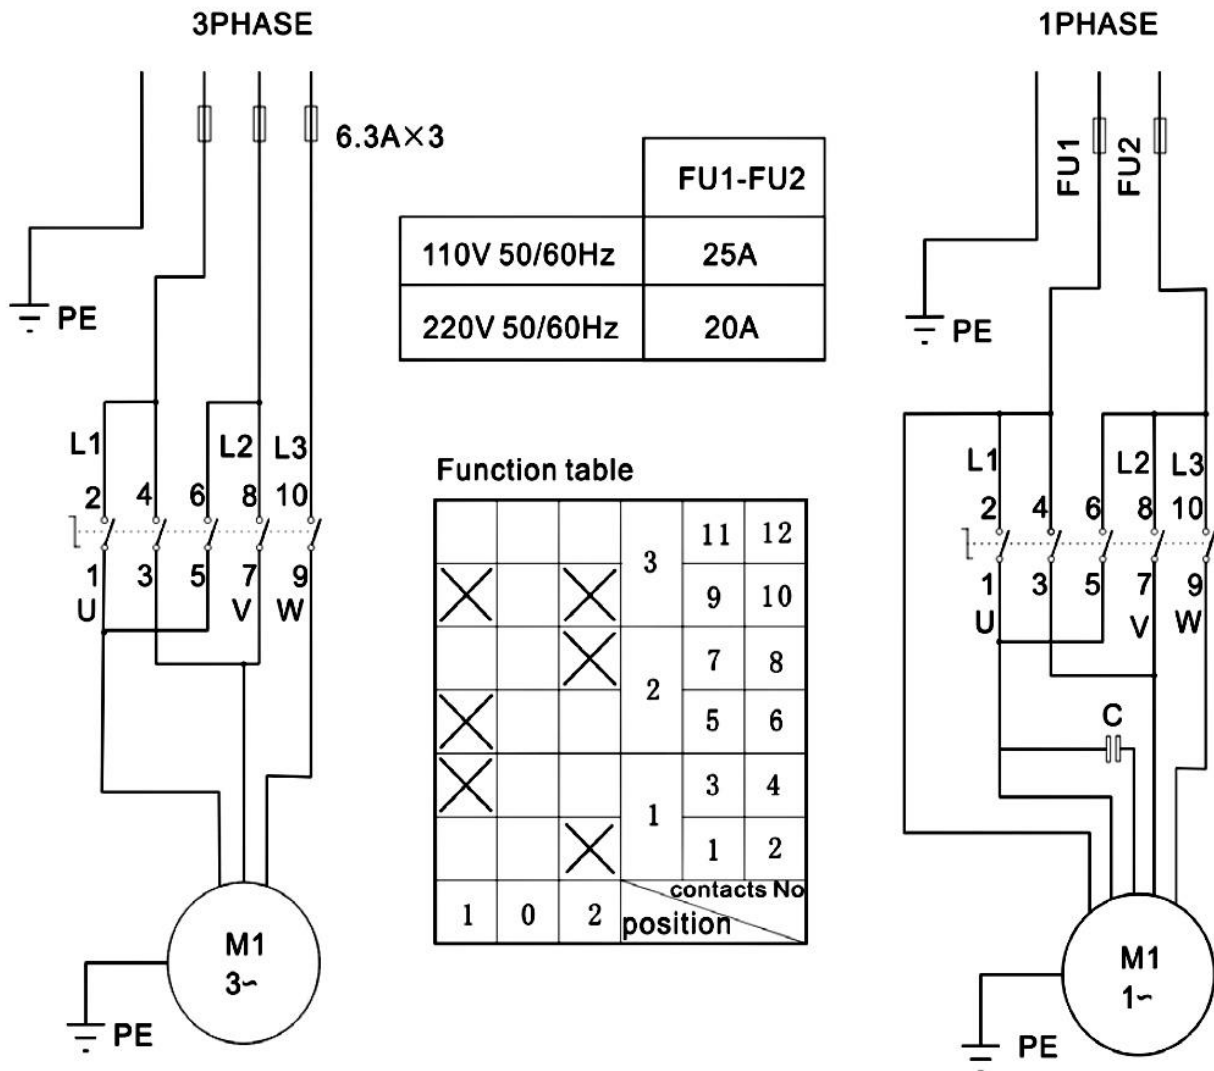 3PHASE
1PHASE
6.3A×3
FU1
FU2
FU1-FU2
110V 50/60Hz 25A
220V 50/60Hz 20A
PE
PE
L1 L2 L3
2 4 6 8 10
1 3 5 7 9
U V W
M1
3~
PE
Function table
3 11 12
9 10
2 7 8
5 6
1 3 4
1 2
contacts No
1 0 2 position
L1 L2 L3
2 4 6 8 10
1 3 5 7 9
U V W
C
M1
1~
PE